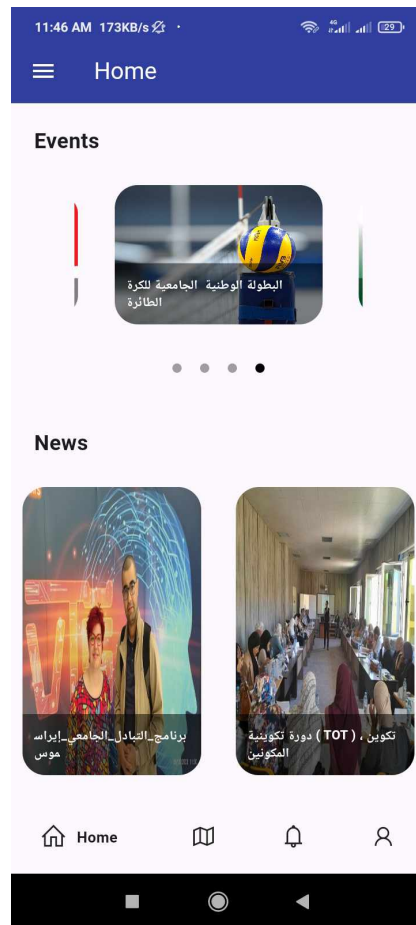 11:46 AM 173KB/s
4G
29
Home
Events
البطولة الوطنية الجامعية للكرة
الطائرة
News
برنامج_التبادل_الجامعي_إيراس
موس
دورة تكوينية ( TOT ) ، تكوين
المكونين
Home